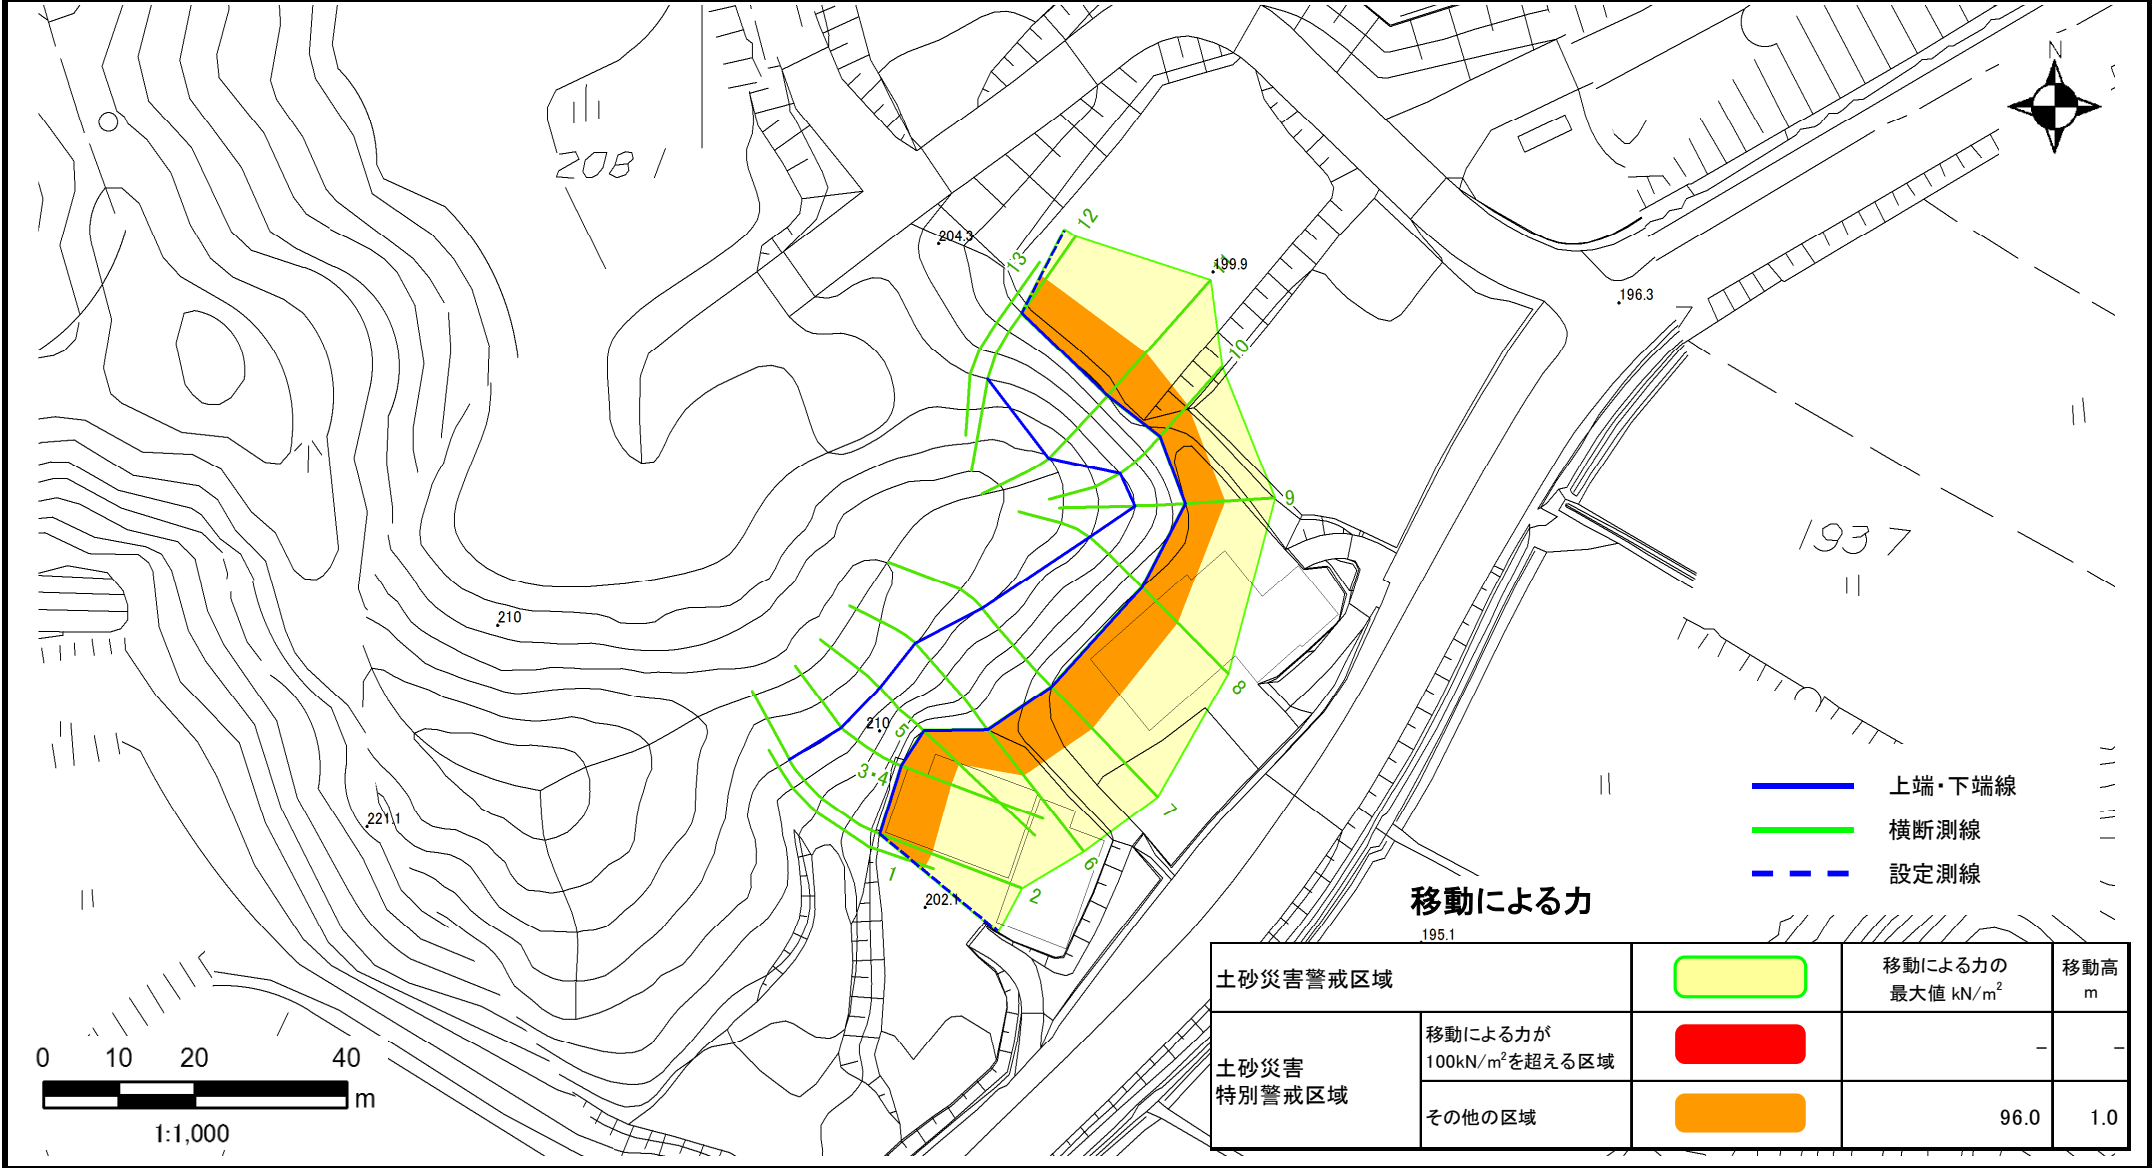 N
208
204.3
12
13
11
199.9
196.3
10
9
193 7
210
8
210
5
3・4
7
221.1
6
1
2
202.1
上端・下端線
横断測線
設定測線
移動による力
195.1
土砂災害警戒区域
移動による力の
最大値 kN/m²
移動高
m
土砂災害
特別警戒区域
移動による力が
100kN/m²を超える区域
－
－
その他の区域
96.0
1.0
0 10 20 40
m
1:1,000